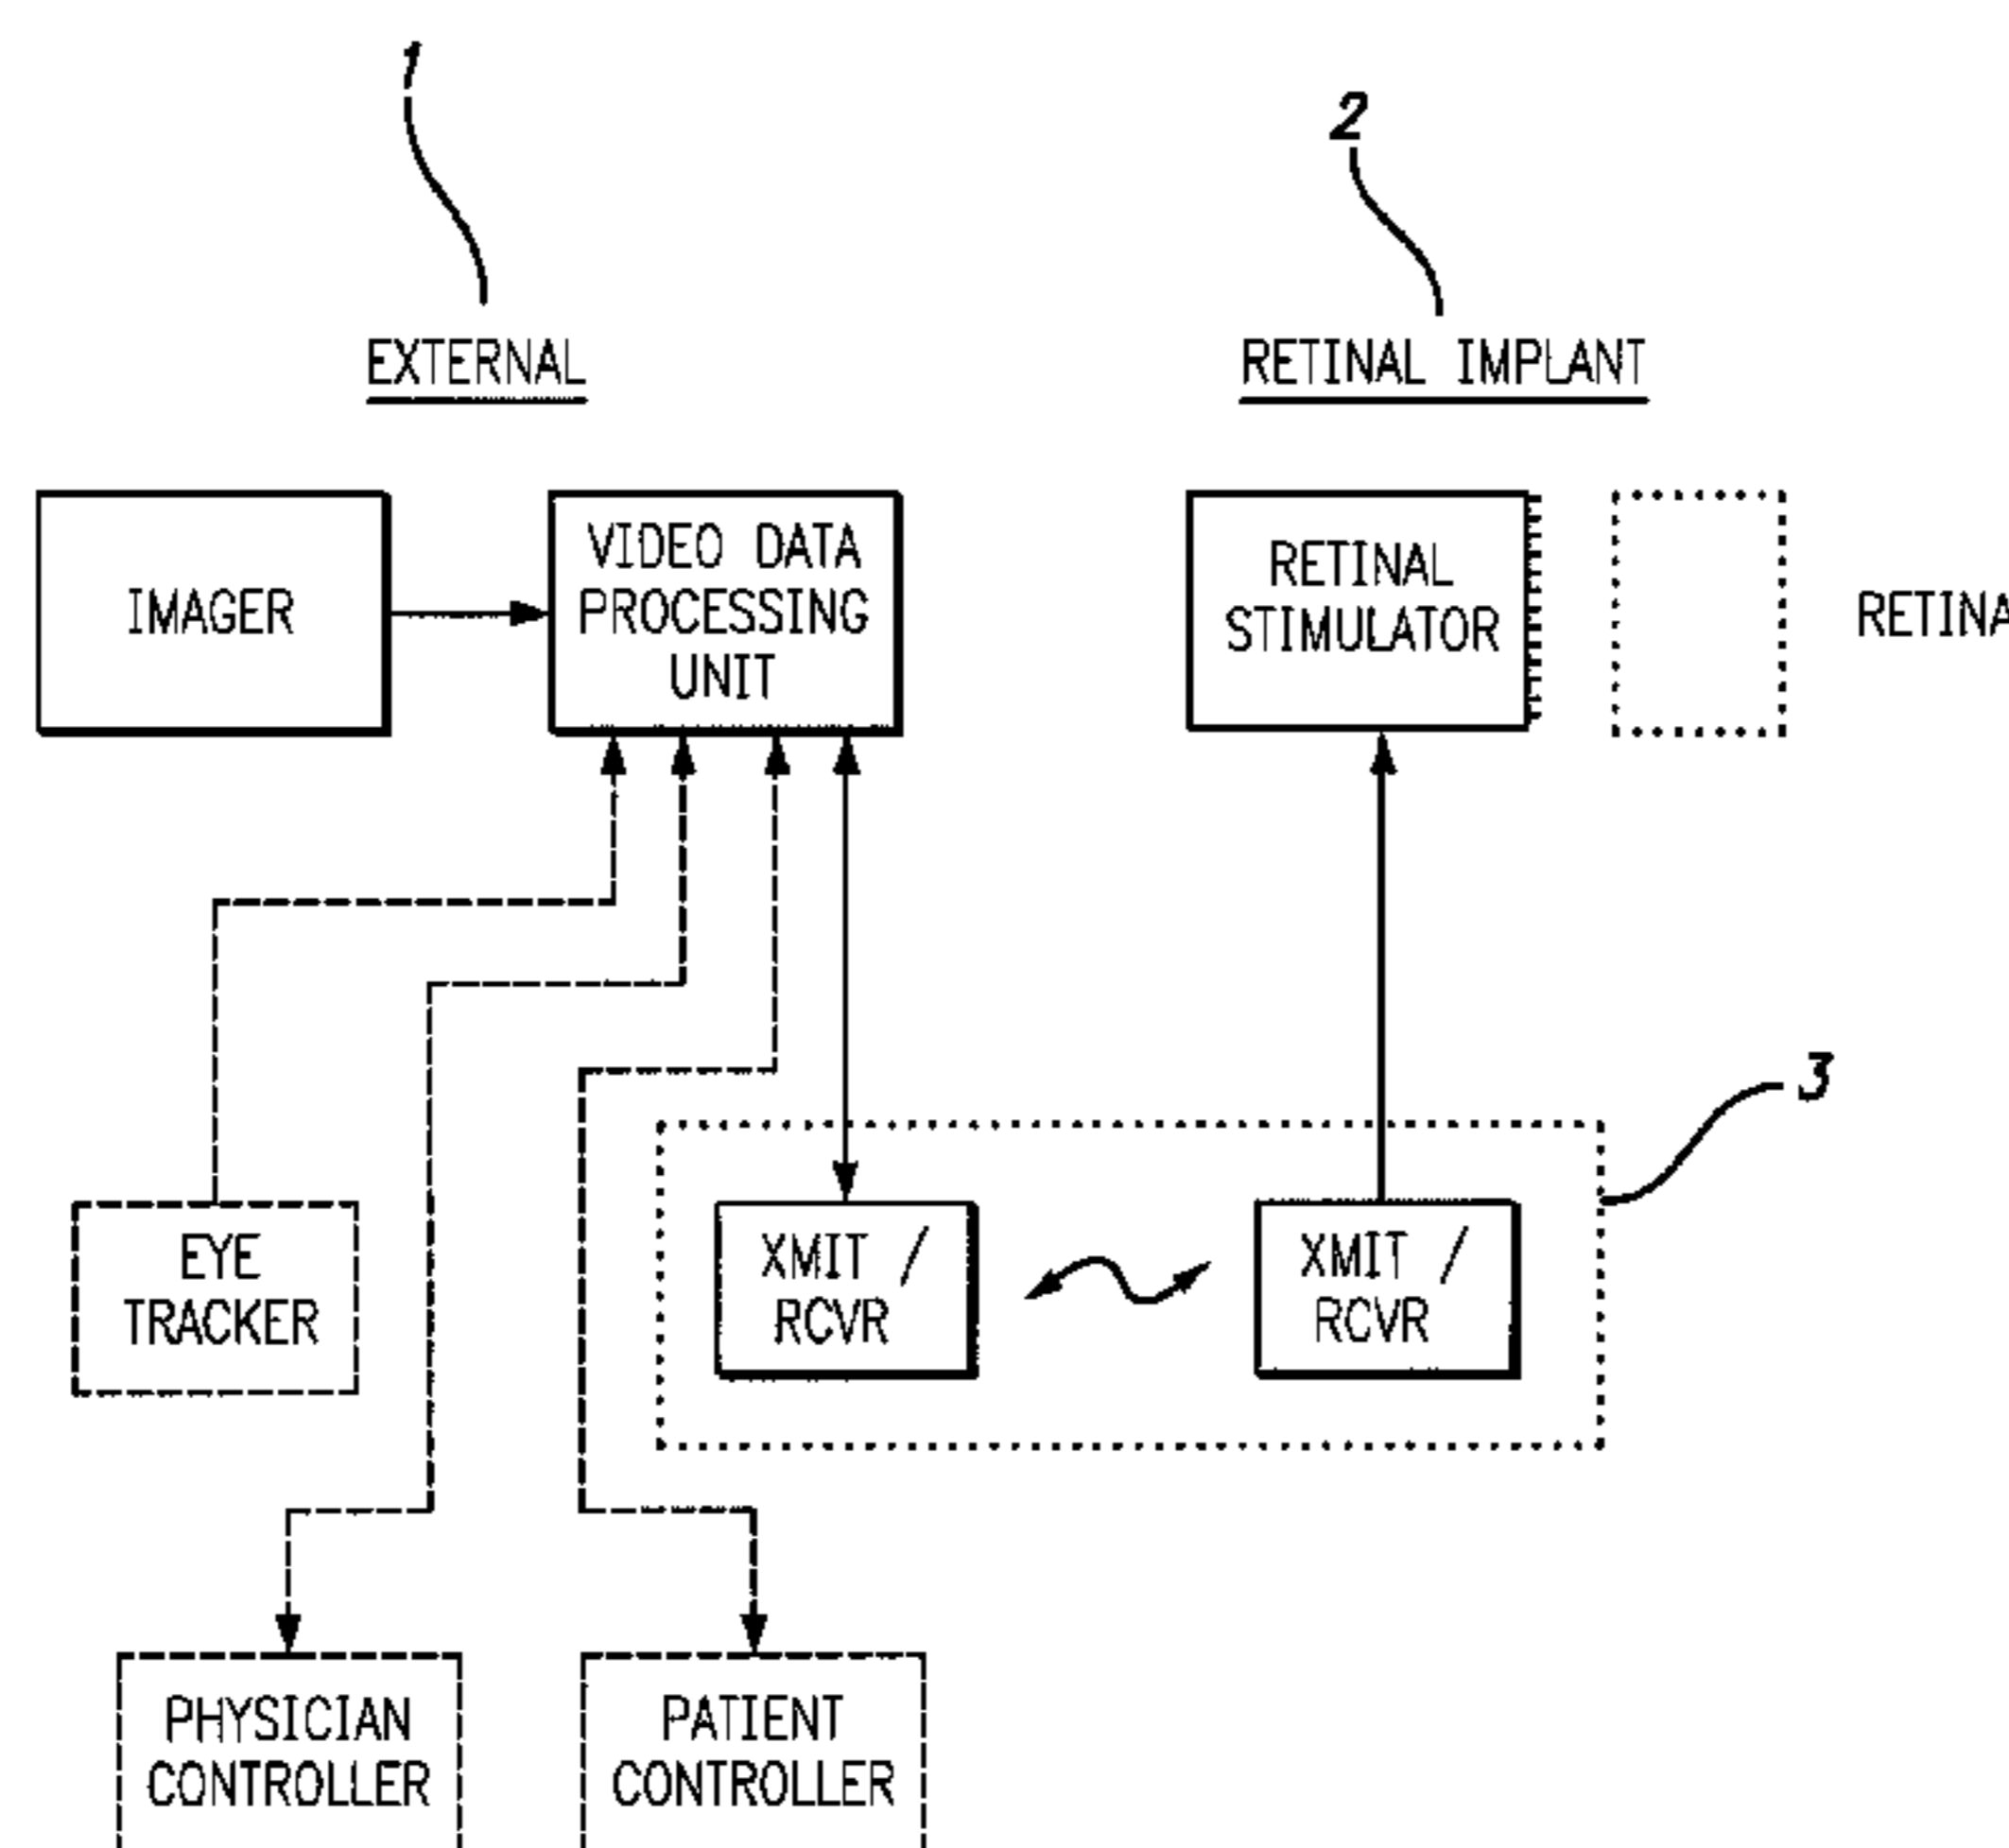 1
2
EXTERNAL
RETINAL IMPLANT
IMAGER
VIDEO DATA
PROCESSING
UNIT
RETINAL
STIMULATOR
RETINA
3
EYE
TRACKER
XMIT /
RCVR
XMIT /
RCVR
PHYSICIAN
CONTROLLER
PATIENT
CONTROLLER